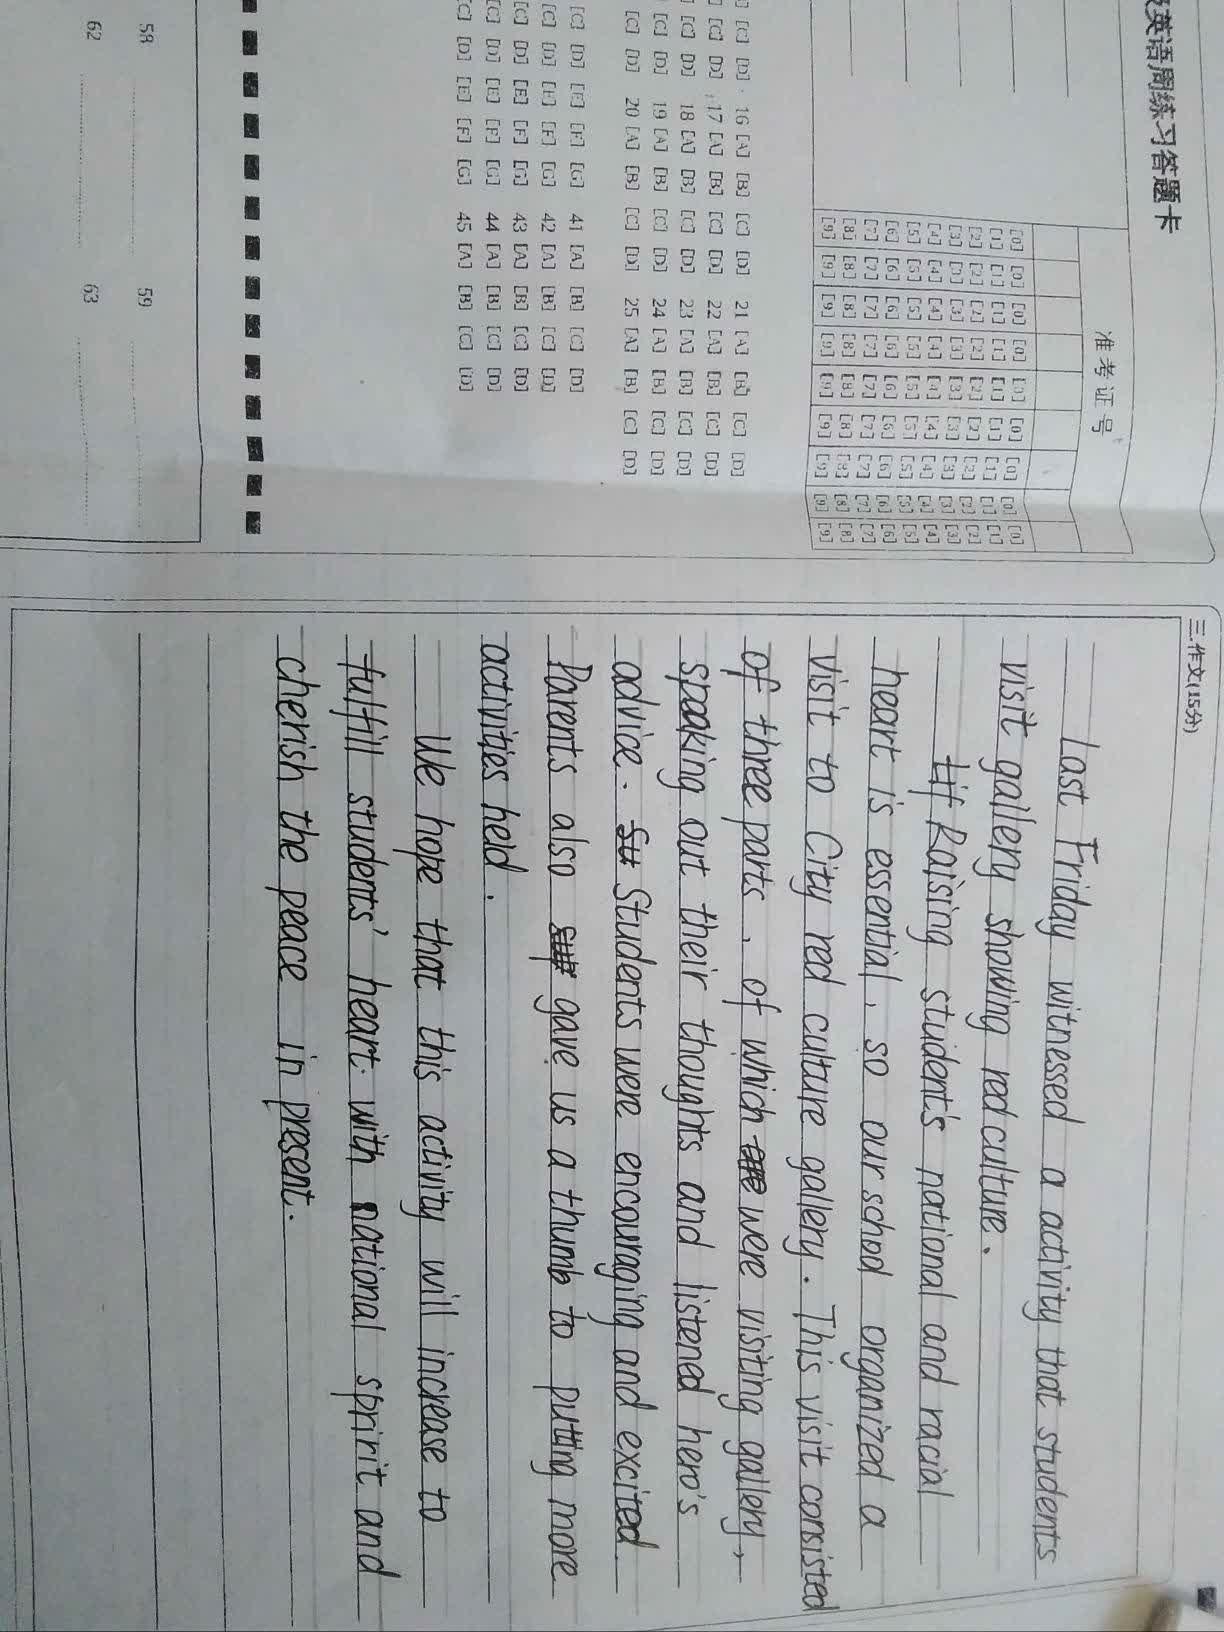 级英语周练习答题卡
准考证号
[0] [0] [0] [0] [0] [0] [0] [0] [0]
[1] [1] [1] [1] [1] [1] [1] [1] [1]
[2] [2] [2] [2] [2] [2] [2] [2] [2]
[3] [3] [3] [3] [3] [3] [3] [3] [3]
[4] [4] [4] [4] [4] [4] [4] [4] [4]
[5] [5] [5] [5] [5] [5] [5] [5] [5]
[6] [6] [6] [6] [6] [6] [6] [6] [6]
[7] [7] [7] [7] [7] [7] [7] [7] [7]
[8] [8] [8] [8] [8] [8] [8] [8] [8]
[9] [9] [9] [9] [9] [9] [9] [9] [9]
[C] [D] 16 [A] [B] [C] [D] 21 [A] [B] [C] [D]
[C] [D] 17 [A] [B] [C] [D] 22 [A] [B] [C] [D]
[C] [D] 18 [A] [B] [C] [D] 23 [A] [B] [C] [D]
[C] [D] 19 [A] [B] [C] [D] 24 [A] [B] [C] [D]
[C] [D] 20 [A] [B] [C] [D] 25 [A] [B] [C] [D]
[C] [D] [E] [F] [G] 41 [A] [B] [C] [D]
[C] [D] [E] [F] [G] 42 [A] [B] [C] [D]
[C] [D] [E] [F] [G] 43 [A] [B] [C] [D]
[C] [D] [E] [F] [G] 44 [A] [B] [C] [D]
[C] [D] [E] [F] [G] 45 [A] [B] [C] [D]
58 59
62 63
三.作文(15分)
Last Friday witnessed a activity that students
visit gallery showing red culture.
Raising student's national and racial
heart is essential, so our school organized a
visit to City red culture gallery. This visit consisted
of three parts, of which were visiting gallery,
speaking out their thoughts and listened hero's
advice. Students were encouraging and excited
Parents also gave us a thumb to putting more
activities held.
We hope that this activity will increase to
fulfill students' heart with national spririt and
cherish the peace in present.